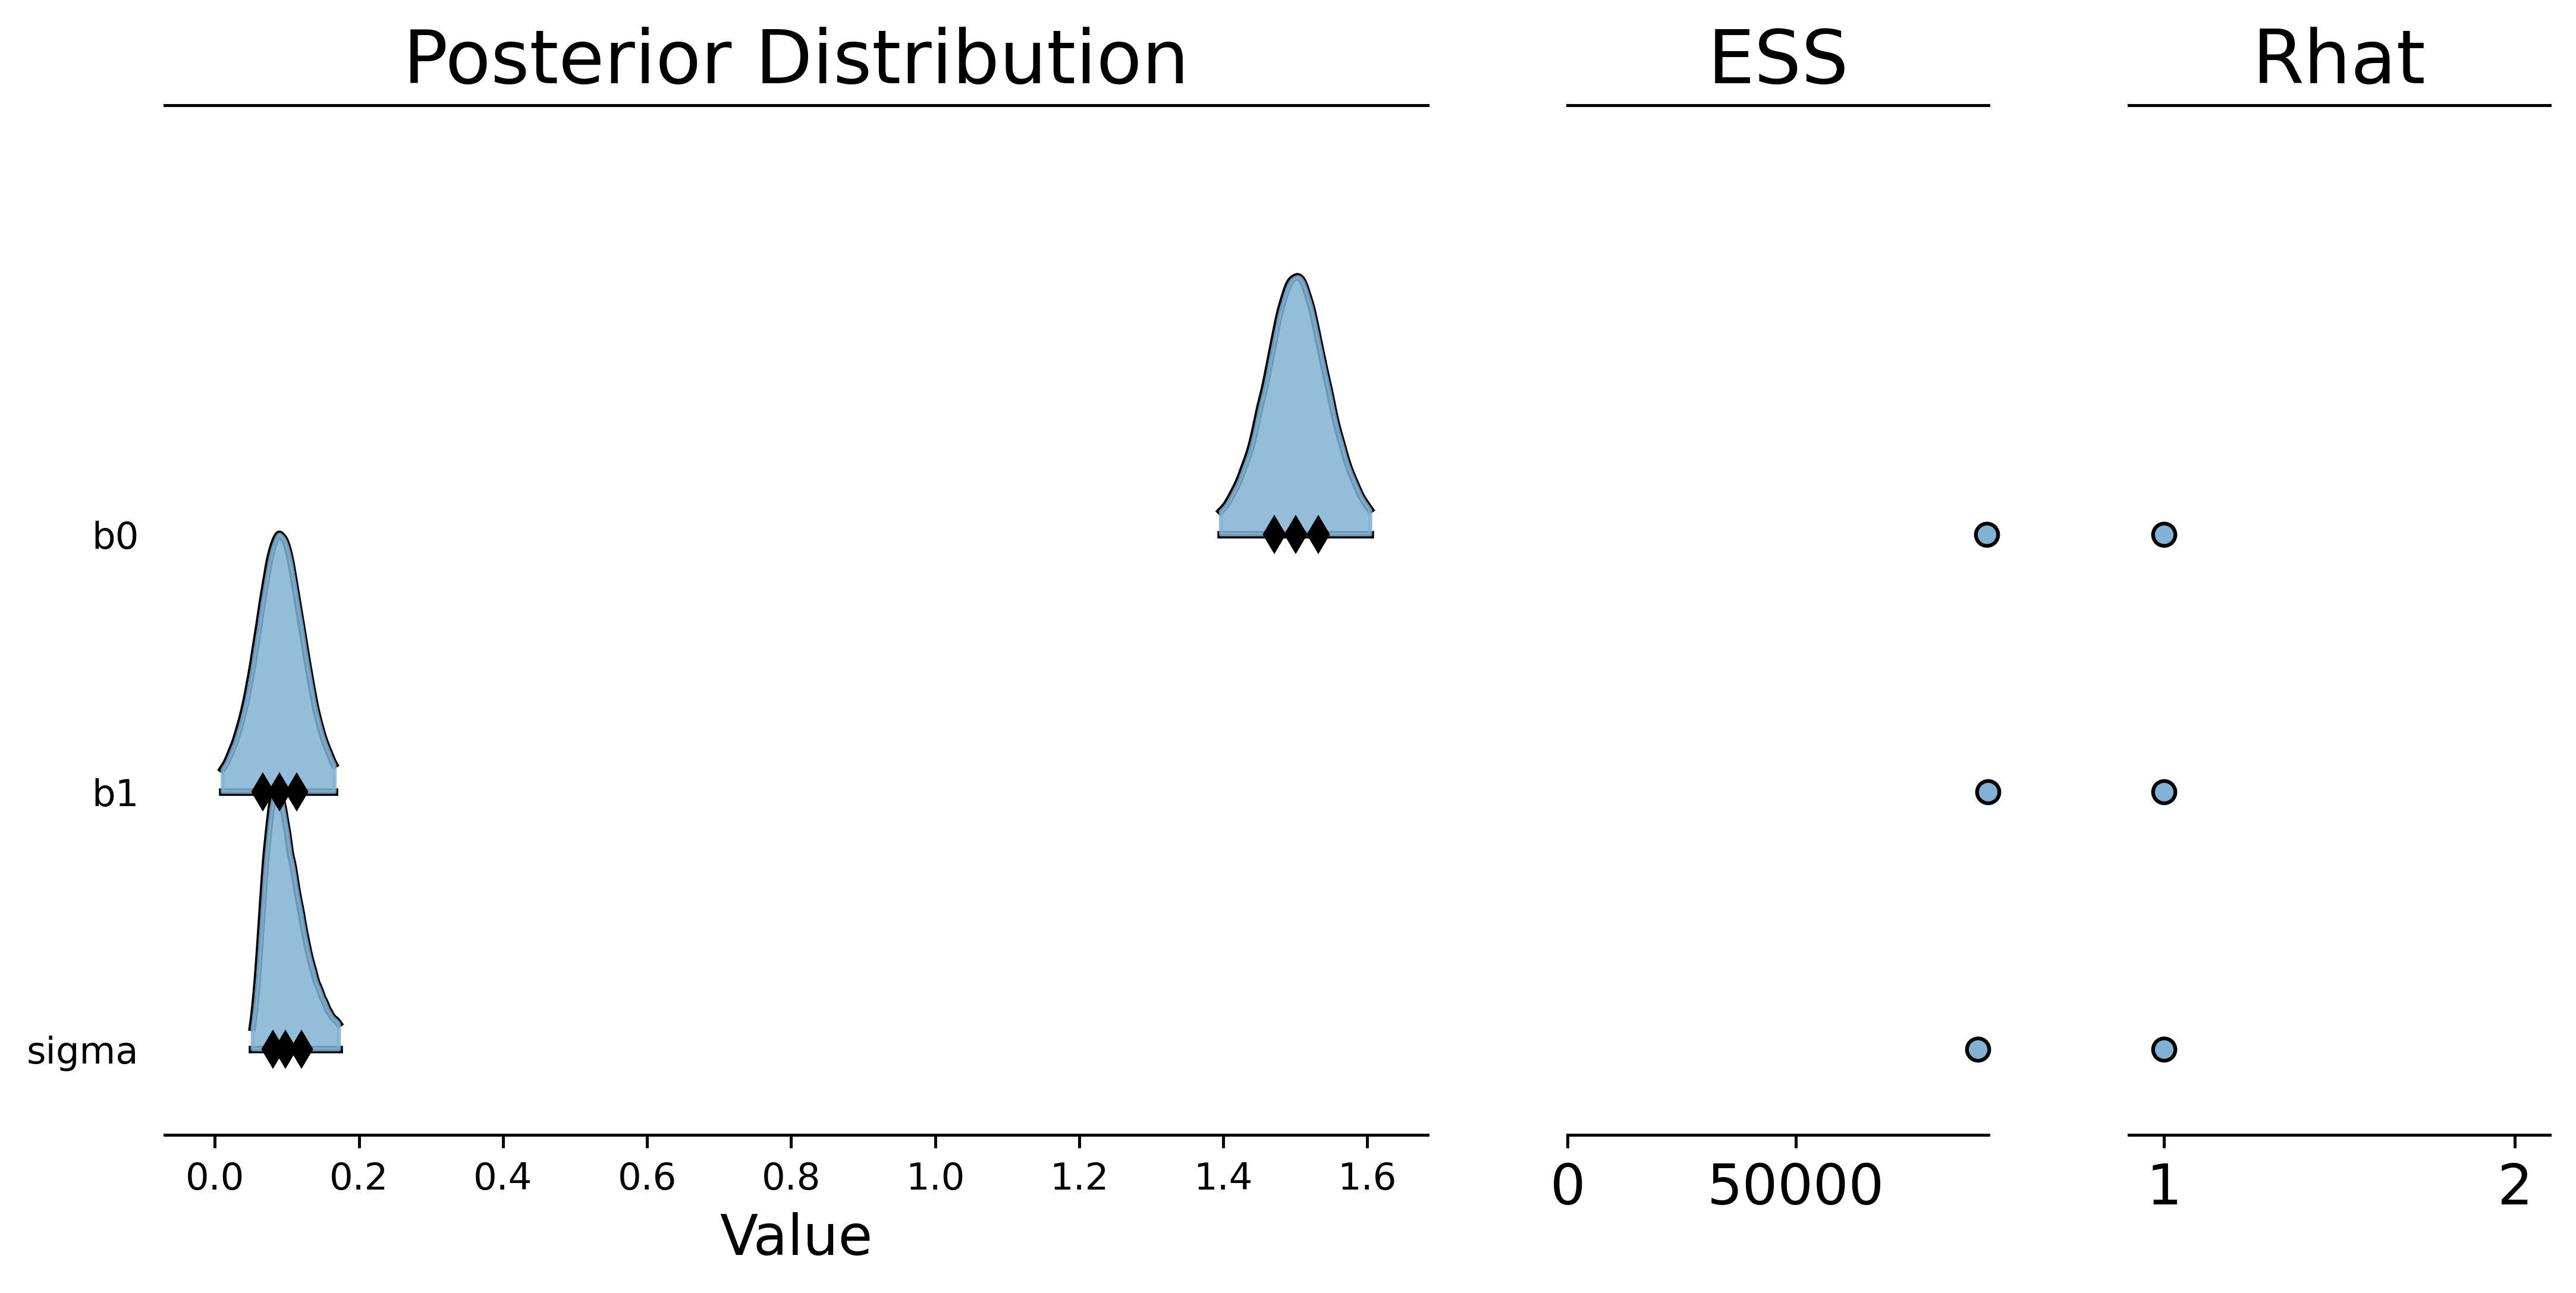 Posterior Distribution ESS Rhat
b0
b1
sigma
0.0 0.2 0.4 0.6 0.8 1.0 1.2 1.4 1.6 0 50000 1 2
Value